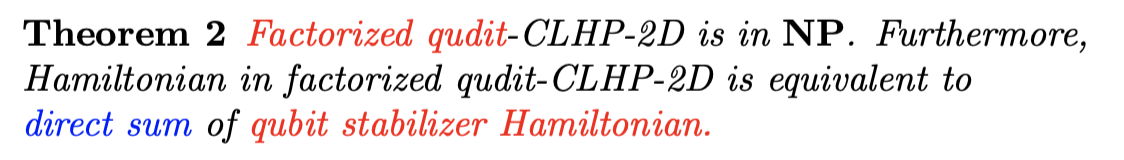 Theorem 2 Factorized qudit-CLHP-2D is in NP. Furthermore,
Hamiltonian in factorized qudit-CLHP-2D is equivalent to
direct sum of qubit stabilizer Hamiltonian.